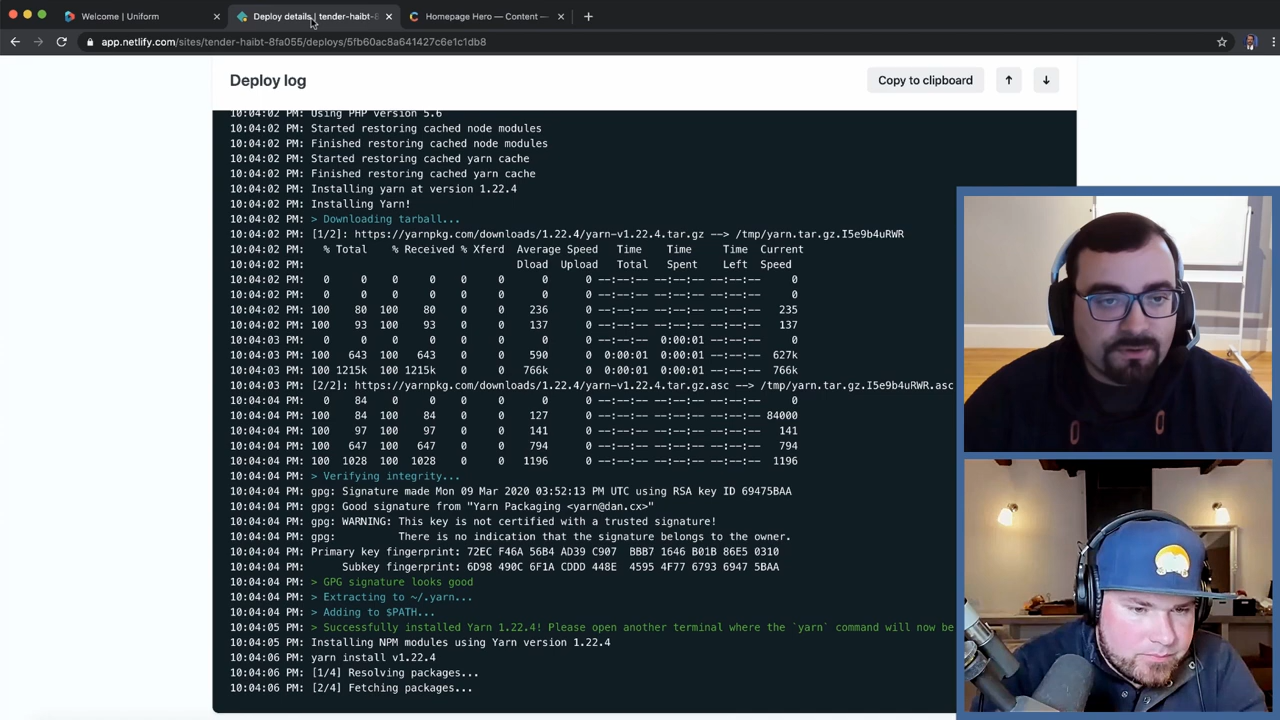 Welcome | Uniform
Deploy details | tender-haibt-8
Homepage Hero — Content —
app.netlify.com/sites/tender-haibt-8fa055/deploys/5fb60ac8a641427c6e1c1db8
Deploy log
Copy to clipboard
10:04:02 PM: Using PHP version 5.6
10:04:02 PM: Started restoring cached node modules
10:04:02 PM: Finished restoring cached node modules
10:04:02 PM: Started restoring cached yarn cache
10:04:02 PM: Finished restoring cached yarn cache
10:04:02 PM: Installing yarn at version 1.22.4
10:04:02 PM: Installing Yarn!
10:04:02 PM: > Downloading tarball...
10:04:02 PM: [1/2]: https://yarnpkg.com/downloads/1.22.4/yarn-v1.22.4.tar.gz --> /tmp/yarn.tar.gz.I5e9b4uRWR
10:04:02 PM: % Total % Received % Xferd Average Speed Time Time Time Current
10:04:02 PM: Dload Upload Total Spent Left Speed
10:04:02 PM: 0 0 0 0 0 0 0 0 --:--:-- --:--:-- --:--:-- 0
10:04:02 PM: 0 0 0 0 0 0 0 0 --:--:-- --:--:-- --:--:-- 0
10:04:02 PM: 100 80 100 80 0 0 236 0 --:--:-- --:--:-- --:--:-- 235
10:04:02 PM: 100 93 100 93 0 0 137 0 --:--:-- --:--:-- --:--:-- 137
10:04:03 PM: 0 0 0 0 0 0 0 0 --:--:-- 0:00:01 --:--:-- 0
10:04:03 PM: 100 643 100 643 0 0 590 0 0:00:01 0:00:01 --:--:-- 627k
10:04:03 PM: 100 1215k 100 1215k 0 0 766k 0 0:00:01 0:00:01 --:--:-- 766k
10:04:03 PM: [2/2]: https://yarnpkg.com/downloads/1.22.4/yarn-v1.22.4.tar.gz.asc --> /tmp/yarn.tar.gz.I5e9b4uRWR.asc
10:04:03 PM: 0 84 0 0 0 0 0 0 --:--:-- --:--:-- --:--:-- 0
10:04:04 PM: 100 84 100 84 0 0 127 0 --:--:-- --:--:-- --:--:-- 84000
10:04:04 PM: 100 97 100 97 0 0 141 0 --:--:-- --:--:-- --:--:-- 141
10:04:04 PM: 100 647 100 647 0 0 794 0 --:--:-- --:--:-- --:--:-- 794
10:04:04 PM: 100 1028 100 1028 0 0 1196 0 --:--:-- --:--:-- --:--:-- 1196
10:04:04 PM: > Verifying integrity...
10:04:04 PM: gpg: Signature made Mon 09 Mar 2020 03:52:13 PM UTC using RSA key ID 69475BAA
10:04:04 PM: gpg: Good signature from "Yarn Packaging <yarn@dan.cx>"
10:04:04 PM: gpg: WARNING: This key is not certified with a trusted signature!
10:04:04 PM: gpg: There is no indication that the signature belongs to the owner.
10:04:04 PM: Primary key fingerprint: 72EC F46A 56B4 AD39 C907 BBB7 1646 B01B 86E5 0310
10:04:04 PM: Subkey fingerprint: 6D98 490C 6F1A CDDD 448E 4595 4F77 6793 6947 5BAA
10:04:04 PM: > GPG signature looks good
10:04:04 PM: > Extracting to ~/.yarn...
10:04:04 PM: > Adding to $PATH...
10:04:05 PM: > Successfully installed Yarn 1.22.4! Please open another terminal where the `yarn` command will now be
10:04:05 PM: Installing NPM modules using Yarn version 1.22.4
10:04:06 PM: yarn install v1.22.4
10:04:06 PM: [1/4] Resolving packages...
10:04:06 PM: [2/4] Fetching packages...